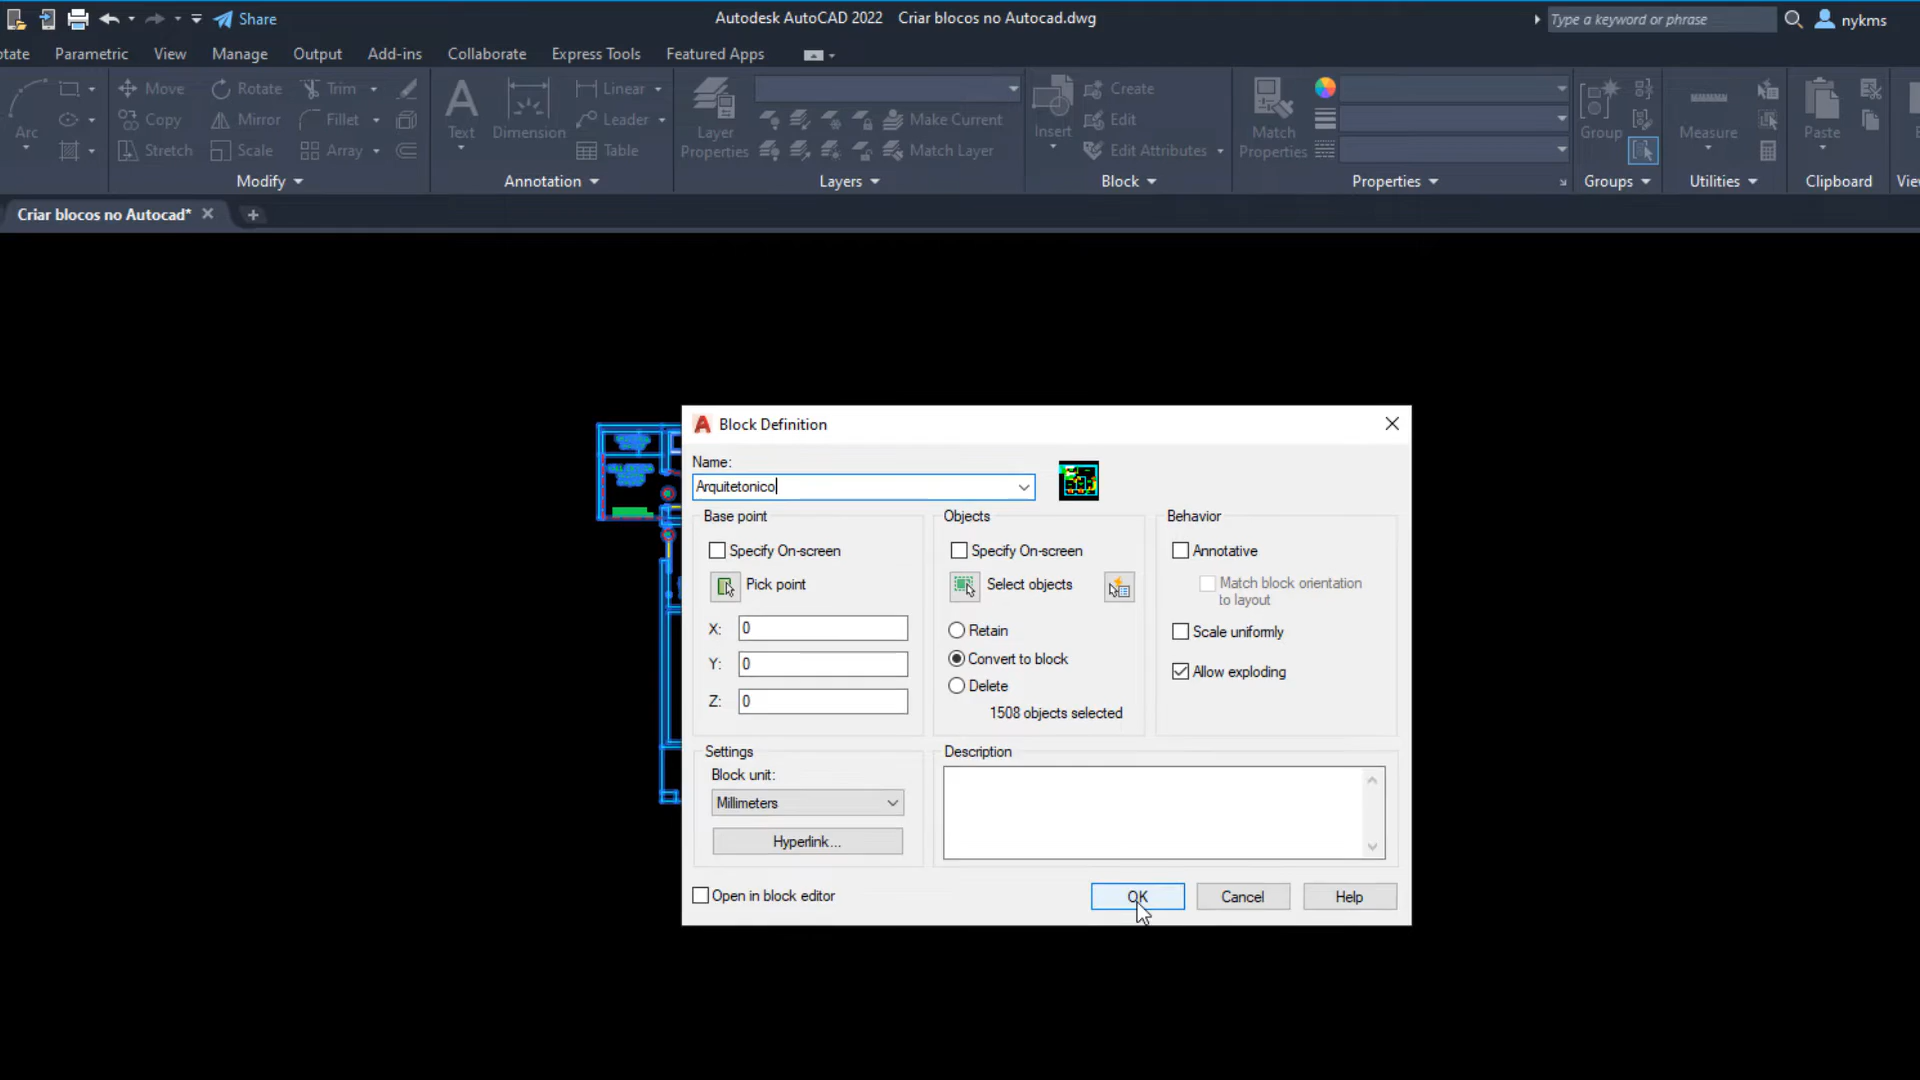 Share
Autodesk AutoCAD 2022 Criar blocos no Autocad.dwg
Type a keyword or phrase
nykms
Parametric View Manage Output Add-ins Collaborate Express Tools Featured Apps
Move Rotate Trim
Copy Mirror Fillet
Stretch Scale Array
Arc
Modify
Text
Dimension
Linear
Leader
Table
Annotation
Layer
Properties
Make Current
Match Layer
Layers
Insert
Create
Edit
Edit Attributes
Block
Match
Properties
Properties
Group
Groups
Measure
Utilities
Paste
Clipboard
Criar blocos no Autocad*
Block Definition
Name:
Arquitetonico
Base point
Specify On-screen
Pick point
X: 0
Y: 0
Z: 0
Objects
Specify On-screen
Select objects
Retain
Convert to block
Delete
1508 objects selected
Behavior
Annotative
Match block orientation
to layout
Scale uniformly
Allow exploding
Settings
Block unit:
Millimeters
Hyperlink...
Description
Open in block editor
OK Cancel Help